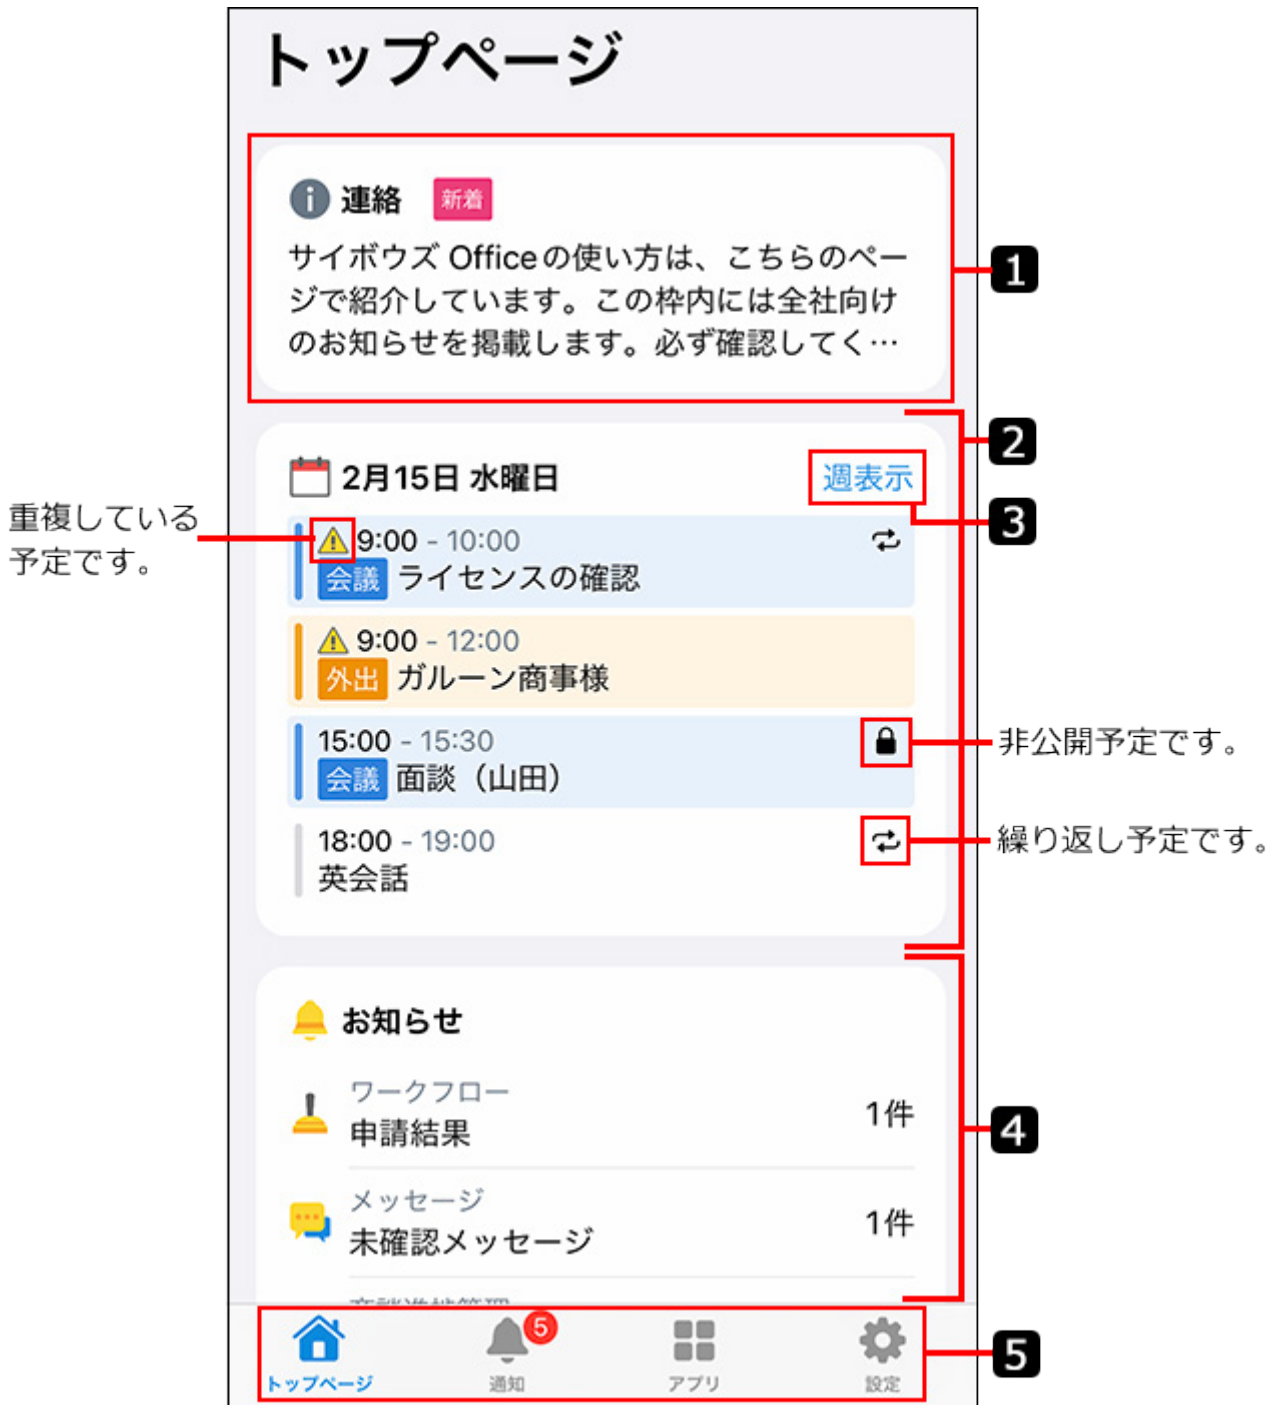 トップページ
連絡 新着
サイボウズ Officeの使い方は、こちらのペー
ジで紹介しています。この枠内には全社向け
のお知らせを掲載します。必ず確認してく…
1
2
2月15日 水曜日 週表示
3
重複している
予定です。
9:00 - 10:00
会議 ライセンスの確認
9:00 - 12:00
外出 ガルーン商事様
15:00 - 15:30
会議 面談（山田）
非公開予定です。
18:00 - 19:00
英会話
繰り返し予定です。
お知らせ
ワークフロー
申請結果 1件
4
メッセージ
未確認メッセージ 1件
5
トップページ 通知 アプリ 設定
5